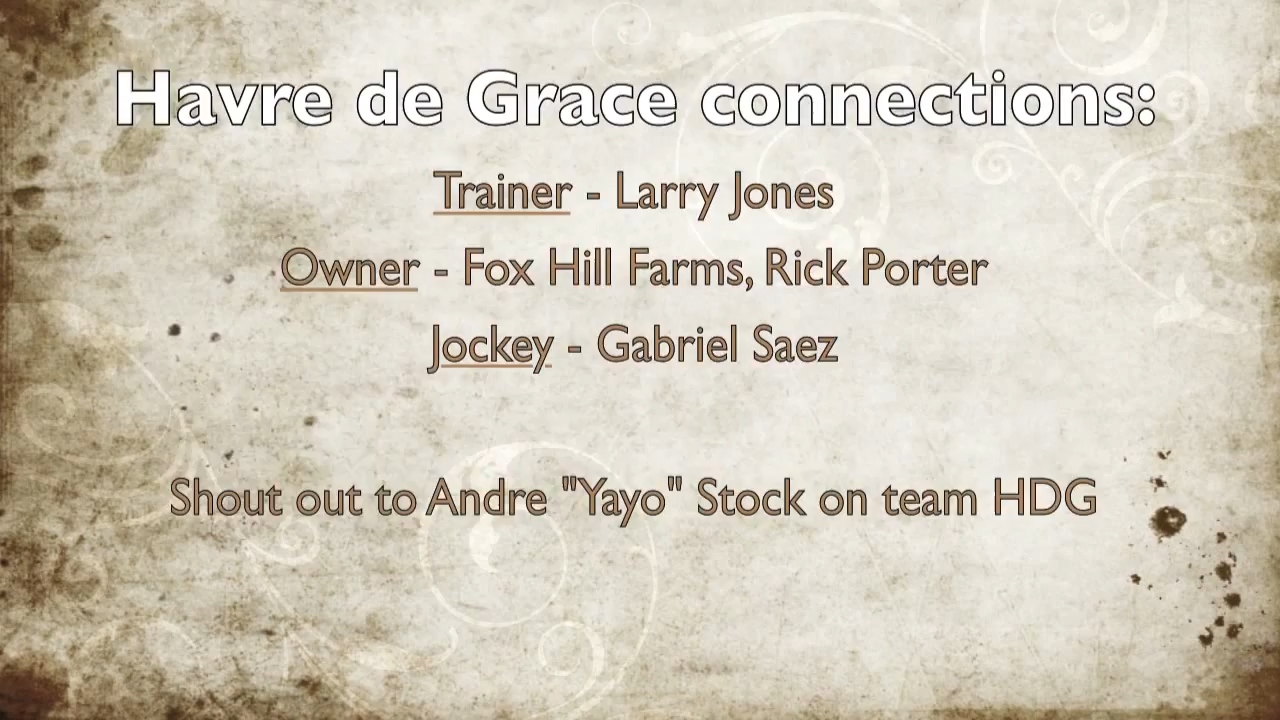 Havre de Grace connections:
Trainer - Larry Jones
Owner - Fox Hill Farms, Rick Porter
Jockey - Gabriel Saez
Shout out to Andre "Yayo" Stock on team HDG